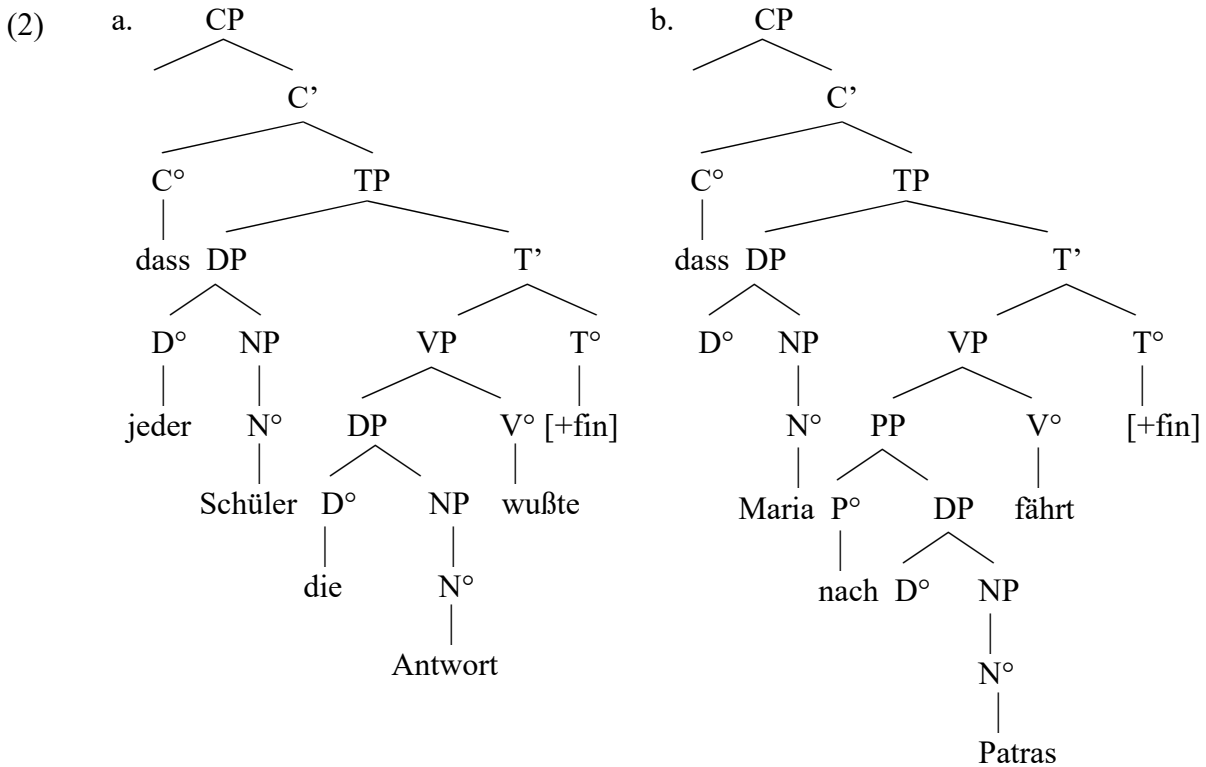 (2) a. CP b. CP
C’ C’
C° TP C° TP
dass DP T’ dass DP T’
D° NP VP T° D° NP VP T°
jeder N° DP V° [+fin] N° PP V° [+fin]
Schüler D° NP wußte Maria P° DP fährt
die N° nach D° NP
Antwort N°
Patras